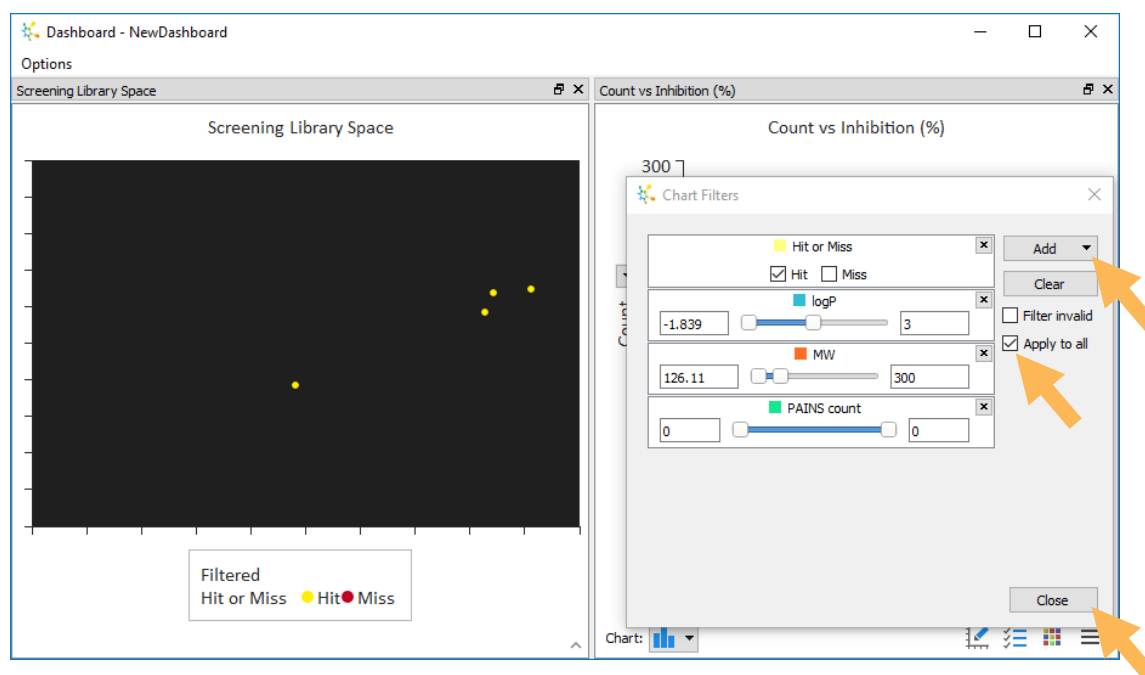 Dashboard - NewDashboard
Options
Screening Library Space
Screening Library Space
Filtered
Hit or Miss Hit Miss
Count vs Inhibition (%)
Count vs Inhibition (%)
300
Count
Chart Filters
Hit or Miss
Hit Miss
logP
-1.839 3
MW
126.11 300
PAINS count
0 0
Add
Clear
Filter invalid
Apply to all
Close
Chart: